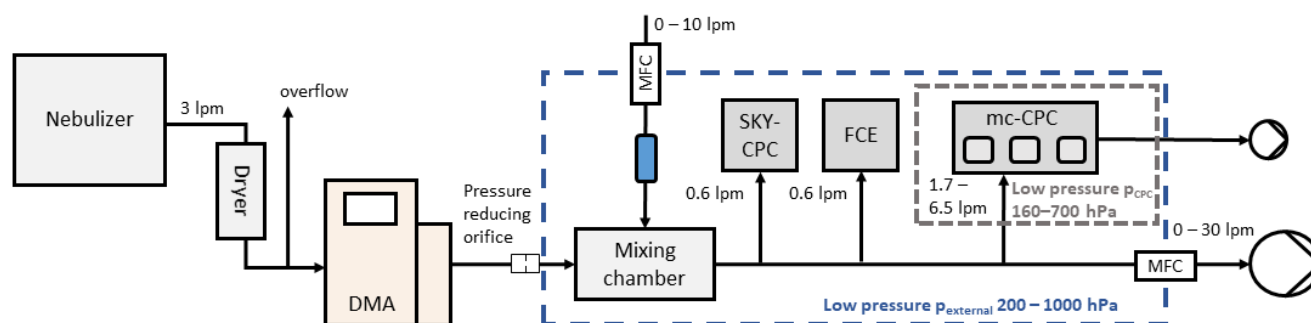 Nebulizer
3 lpm
Dryer
overflow
DMA
Pressure
reducing
orifice
0 – 10 lpm
MFC
Mixing
chamber
SKY-
CPC
0.6 lpm
FCE
0.6 lpm
mc-CPC
1.7 –
6.5 lpm
Low pressure pCPC
160–700 hPa
0 – 30 lpm
MFC
Low pressure pexternal 200 – 1000 hPa